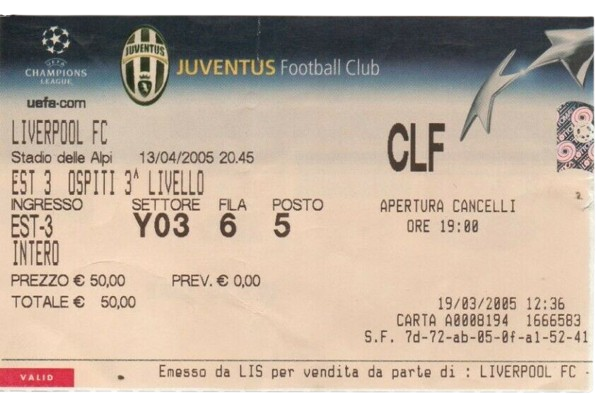 CHAMPIONS
LEAGUE
uefa.com
JUVENTUS
JUVENTUS Football Club
LIVERPOOL FC
Stadio delle Alpi 13/04/2005 20.45
CLF
EST 3 OSPITI 3^ LIVELLO
INGRESSO SETTORE FILA POSTO
EST-3 Y03 6 5
INTERO
APERTURA CANCELLI
ORE 19:00
PREZZO € 50,00 PREV. € 0,00
TOTALE € 50,00
19/03/2005 12:36
CARTA A0008194 1666583
S.F. 7d-72-ab-05-0f-a1-52-41
VALID
Emesso da LIS per vendita da parte di : LIVERPOOL FC -